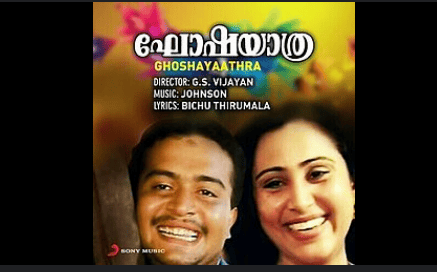 ഘോഷയാത്ര
GHOSHAYAATHRA
DIRECTOR: G.S. VIJAYAN
MUSIC: JOHNSON
LYRICS: BICHU THIRUMALA
SONY MUSIC